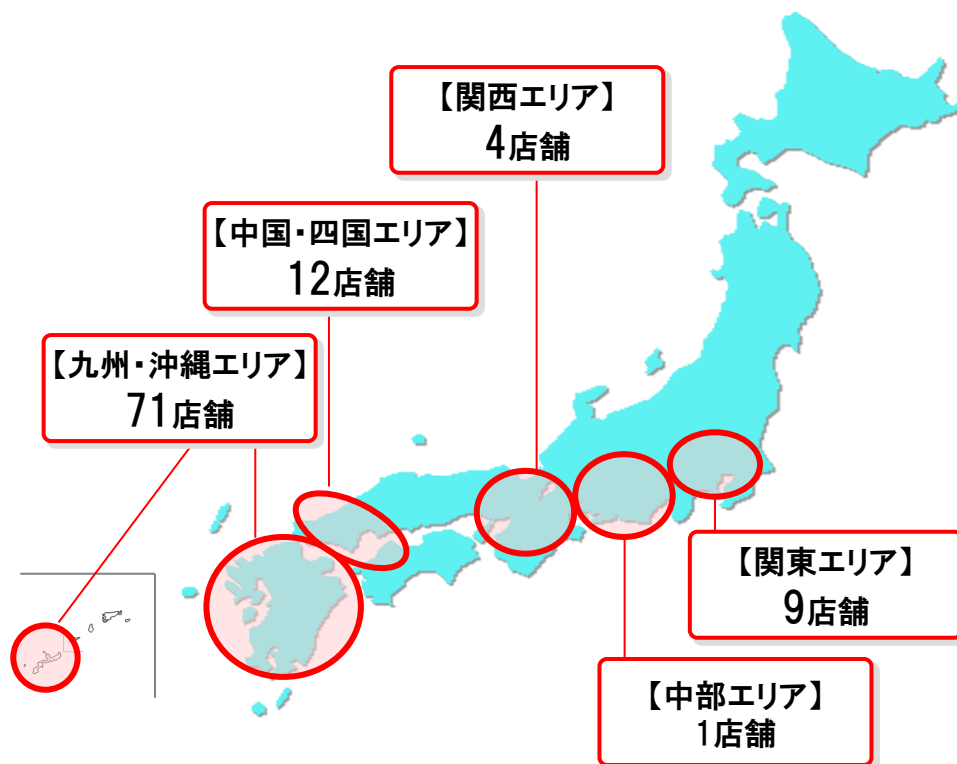 【関西エリア】
4店舗
【中国・四国エリア】
12店舗
【九州・沖縄エリア】
71店舗
【関東エリア】
9店舗
【中部エリア】
1店舗